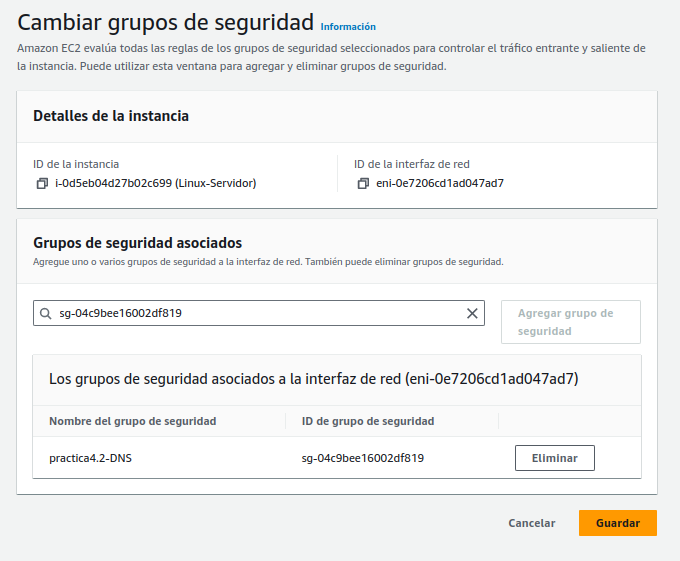 Cambiar grupos de seguridad Información
Amazon EC2 evalúa todas las reglas de los grupos de seguridad seleccionados para controlar el tráfico entrante y saliente de
la instancia. Puede utilizar esta ventana para agregar y eliminar grupos de seguridad.
Detalles de la instancia
ID de la instancia
i-0d5eb04d27b02c699 (Linux-Servidor)
ID de la interfaz de red
eni-0e7206cd1ad047ad7
Grupos de seguridad asociados
Agregue uno o varios grupos de seguridad a la interfaz de red. También puede eliminar grupos de seguridad.
sg-04c9bee16002df819
Agregar grupo de
seguridad
Los grupos de seguridad asociados a la interfaz de red (eni-0e7206cd1ad047ad7)
Nombre del grupo de seguridad ID de grupo de seguridad
practica4.2-DNS sg-04c9bee16002df819 Eliminar
Cancelar Guardar